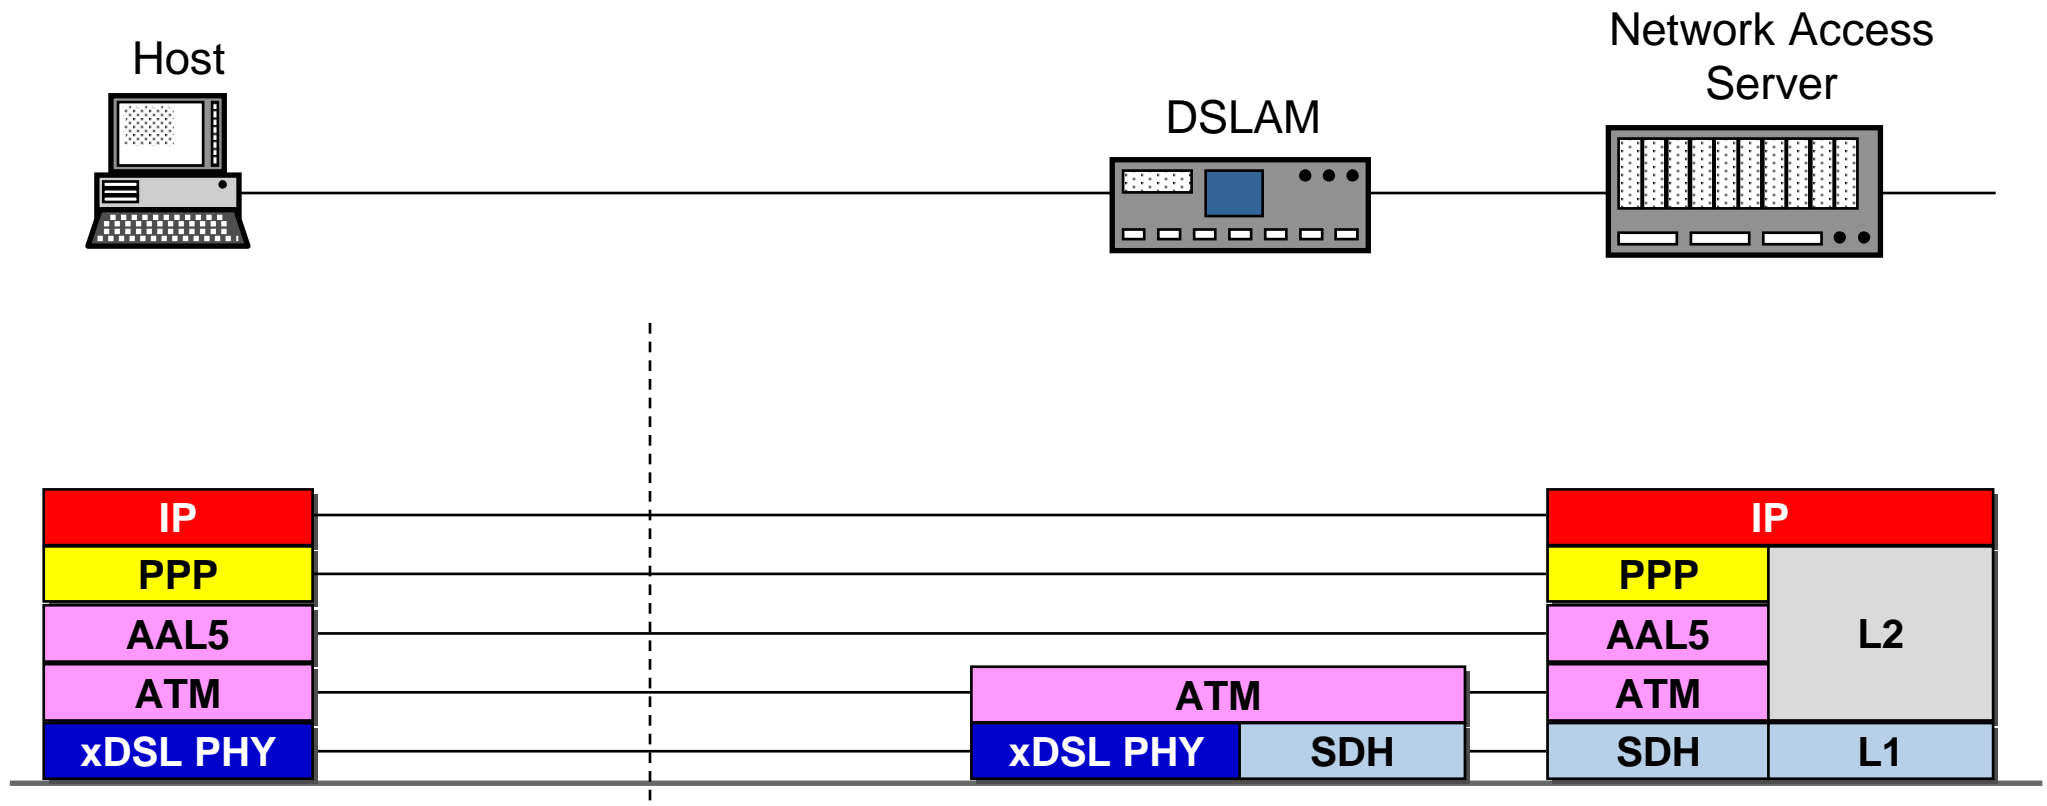 Host
DSLAM
Network Access
Server
IP
PPP
AAL5
ATM
xDSL PHY
ATM
xDSL PHY
SDH
IP
PPP
AAL5
ATM
SDH
L2
L1